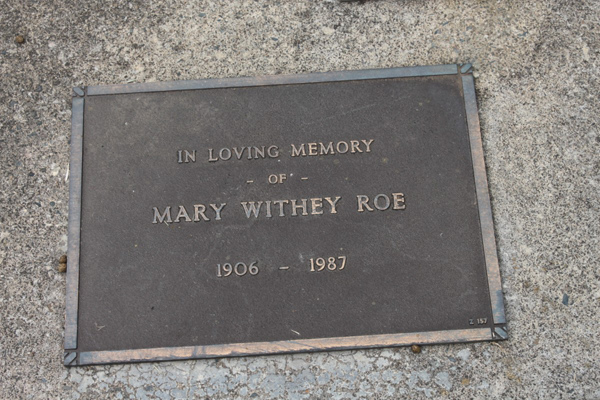 IN LOVING MEMORY
- OF -
MARY WITHEY ROE
1906 - 1987